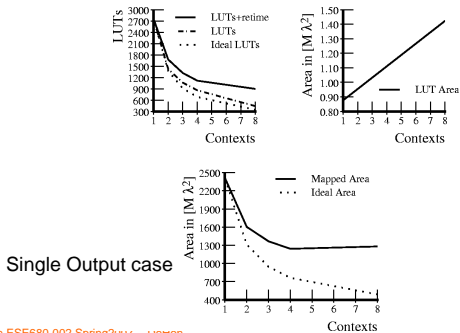 3000
2700
2400
2100
1800
1500
1200
900
600
300
LUTs
LUTs+retime
LUTs
Ideal LUTs
1 2 3 4 5 6 7 8
Contexts
1.50
1.40
1.30
1.20
1.10
1.00
0.90
0.80
Area in [M λ²]
LUT Area
1 2 3 4 5 6 7 8
Contexts
2500
2200
1900
1600
1300
1000
700
400
Area in [M λ²]
Mapped Area
Ideal Area
1 2 3 4 5 6 7 8
Contexts
Single Output case